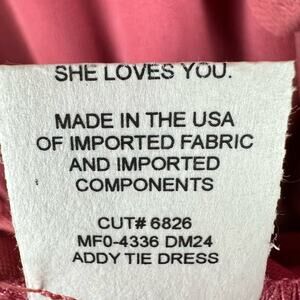 SHE LOVES YOU.
MADE IN THE USA
OF IMPORTED FABRIC
AND IMPORTED
COMPONENTS
CUT# 6826
MF0-4336 DM24
ADDY TIE DRESS